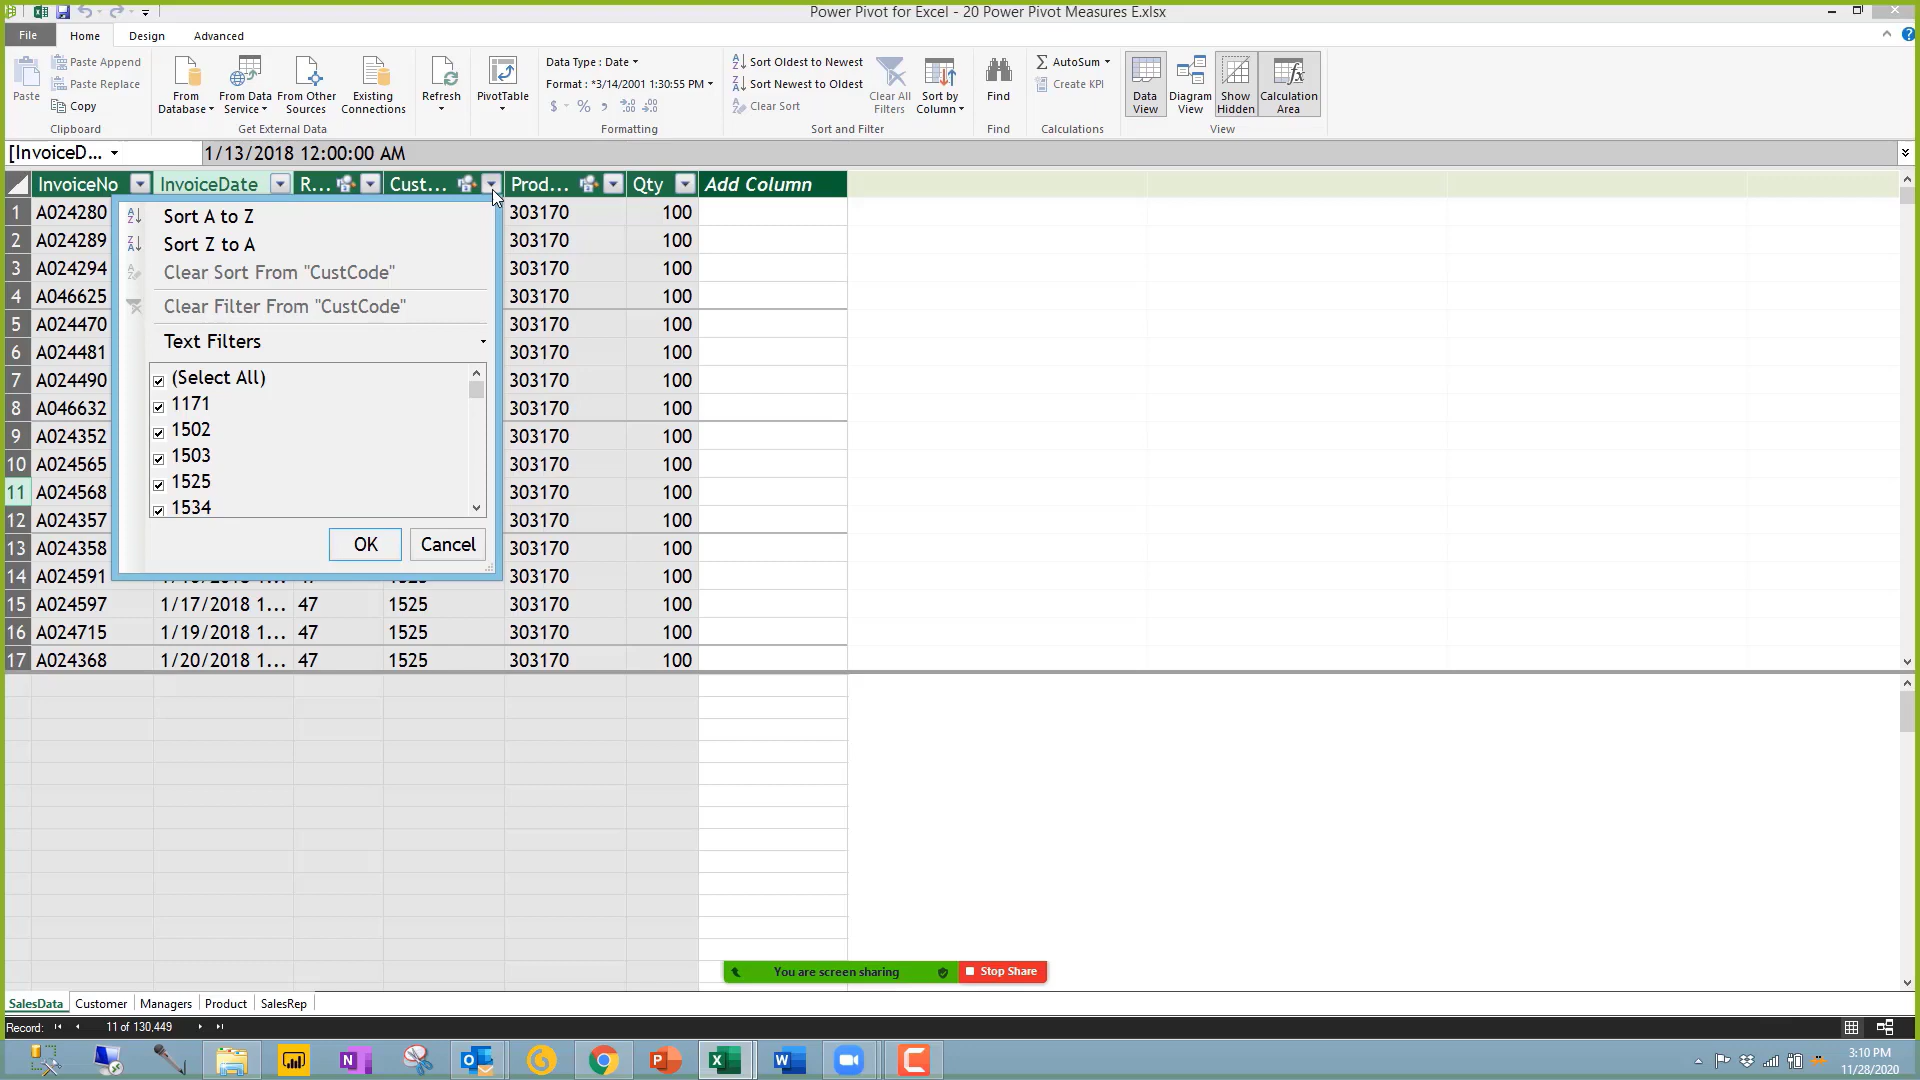 Power Pivot for Excel - 20 Power Pivot Measures E.xlsx
File Home Design Advanced
Paste
Paste Append
Paste Replace
Copy
Clipboard
From Database
From Data Service
From Other Sources
Existing Connections
Get External Data
Refresh
PivotTable
Data Type : Date
Format : *3/14/2001 1:30:55 PM
$ % ,
Formatting
Sort Oldest to Newest
Sort Newest to Oldest
Clear Sort
Clear All Filters
Sort by Column
Sort and Filter
Find
Find
AutoSum
Create KPI
Calculations
Data View
Diagram View
Show Hidden
Calculation Area
View
[InvoiceD... 1/13/2018 12:00:00 AM
InvoiceNo InvoiceDate R... Cust... Prod... Qty Add Column
1 A024280 303170 100
2 A024289 303170 100
3 A024294 303170 100
4 A046625 303170 100
5 A024470 303170 100
6 A024481 303170 100
7 A024490 303170 100
8 A046632 303170 100
9 A024352 303170 100
10 A024565 303170 100
11 A024568 303170 100
12 A024357 303170 100
13 A024358 303170 100
14 A024591 303170 100
15 A024597 1/17/2018 1... 47 1525 303170 100
16 A024715 1/19/2018 1... 47 1525 303170 100
17 A024368 1/20/2018 1... 47 1525 303170 100
Sort A to Z
Sort Z to A
Clear Sort From "CustCode"
Clear Filter From "CustCode"
Text Filters
(Select All)
1171
1502
1503
1525
1534
OK Cancel
You are screen sharing Stop Share
SalesData Customer Managers Product SalesRep
Record: 11 of 130,449
3:10 PM
11/28/2020